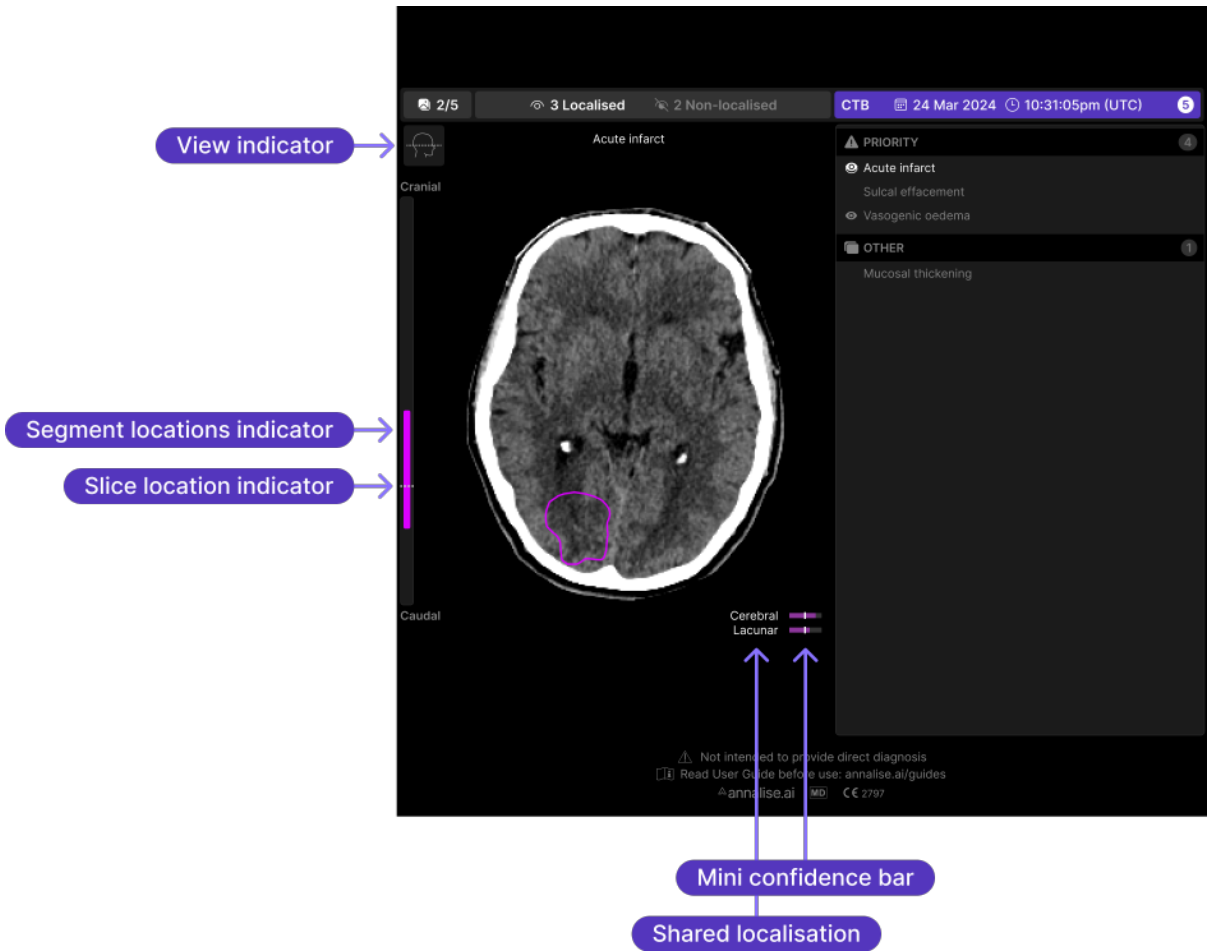 2/5
3 Localised
2 Non-localised
CTB 24 Mar 2024 10:31:05pm (UTC) 5
View indicator
Acute infarct
PRIORITY 4
Cranial
Acute infarct
Sulcal effacement
Vasogenic oedema
OTHER 1
Mucosal thickening
Segment locations indicator
Slice location indicator
Caudal
Cerebral
Lacunar
Not intended to provide direct diagnosis
Read User Guide before use: annalise.ai/guides
annalise.ai MD CE 2797
Mini confidence bar
Shared localisation